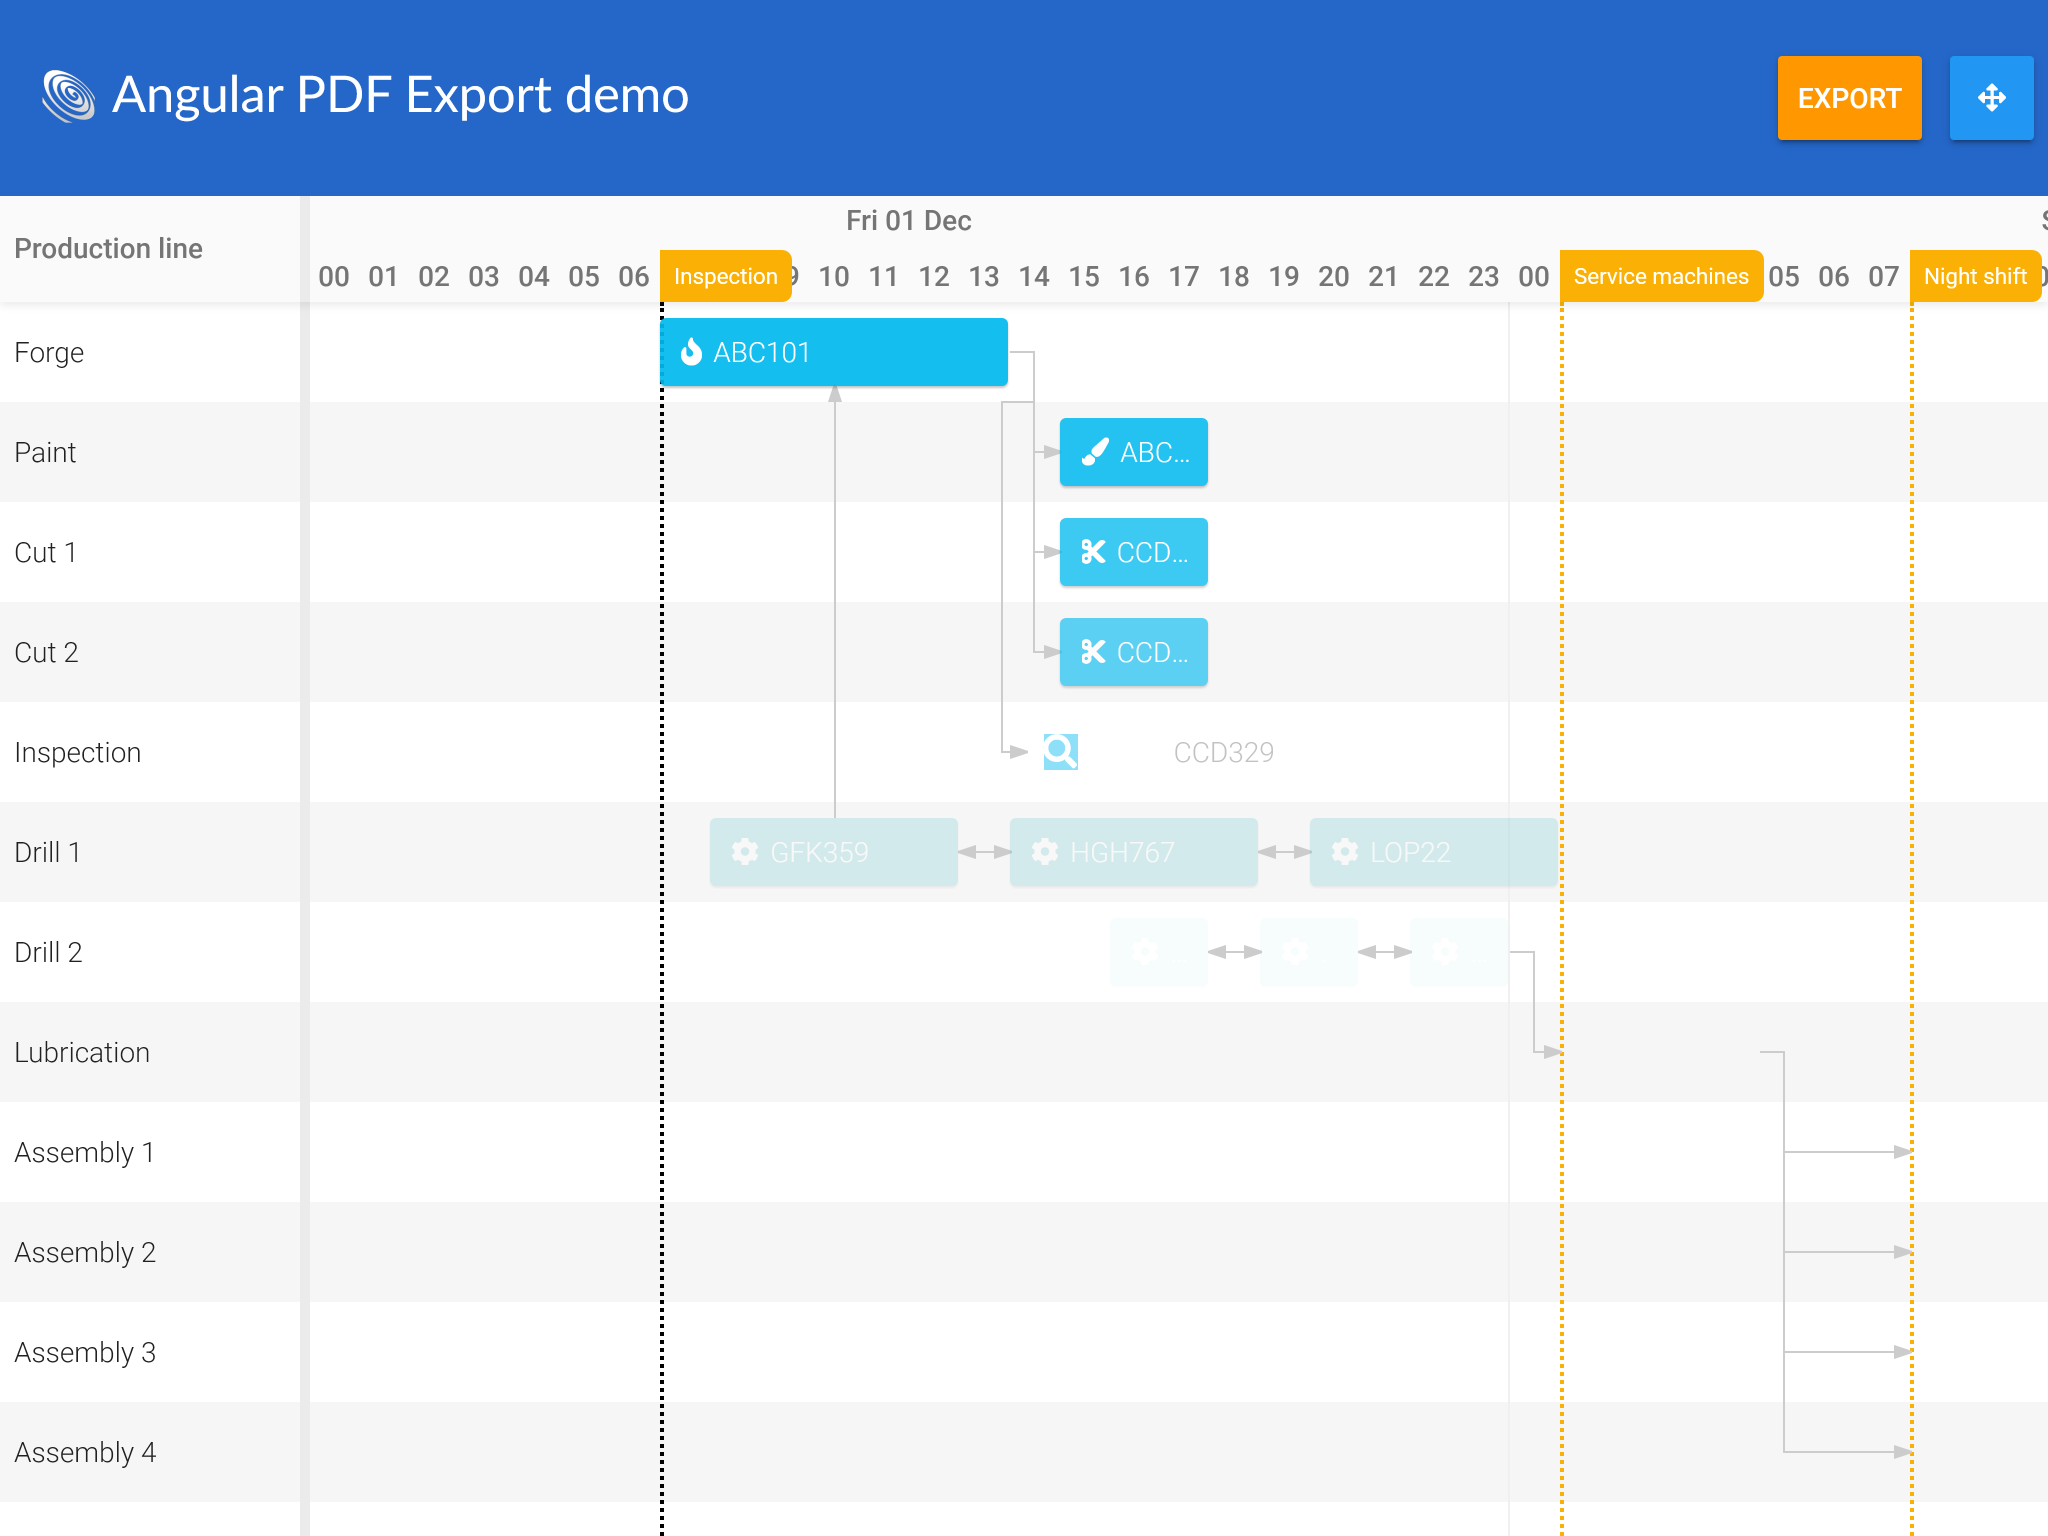 Angular PDF Export demo
EXPORT
Production line
Fri 01 Dec
00 01 02 03 04 05 06 Inspection 10 11 12 13 14 15 16 17 18 19 20 21 22 23 00 Service machines 05 06 07 Night shift
Forge
ABC101
Paint
ABC...
Cut 1
CCD...
Cut 2
CCD...
Inspection
CCD329
Drill 1
GFK359
HGH767
LOP22
Drill 2
Lubrication
Assembly 1
Assembly 2
Assembly 3
Assembly 4